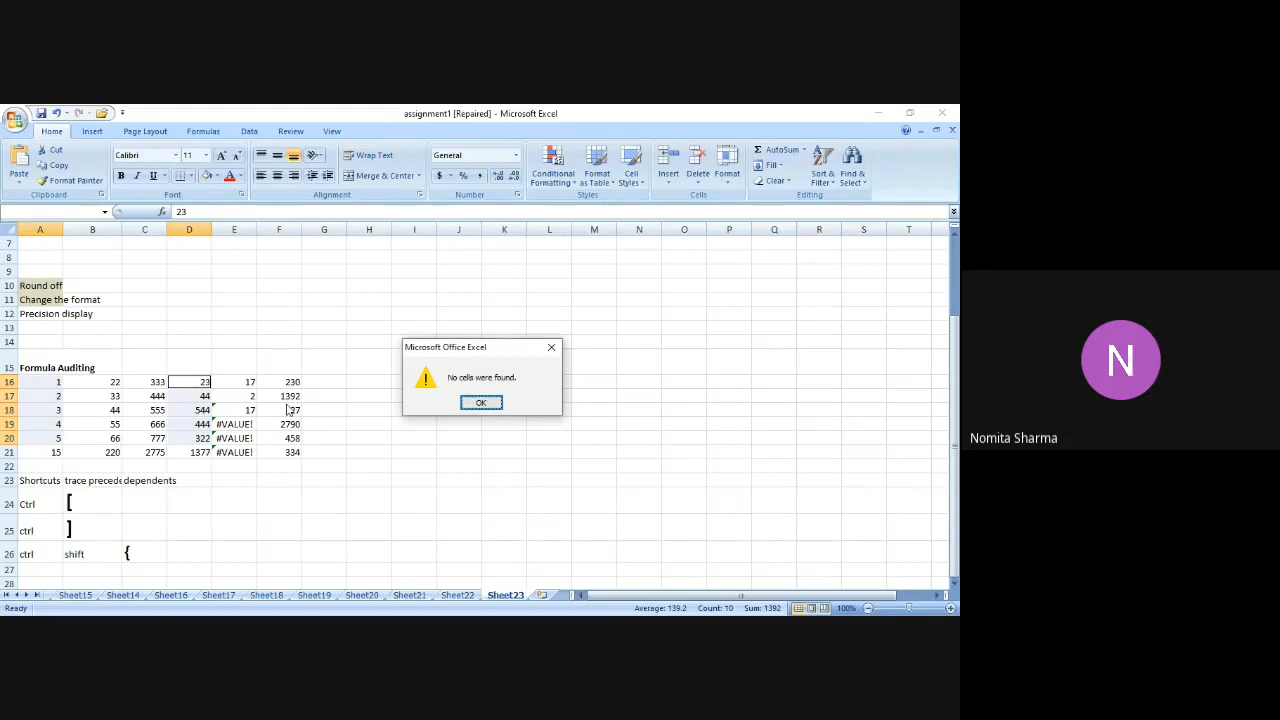 assignment1 [Repaired] - Microsoft Excel
Home Insert Page Layout Formulas Data Review View
Paste Cut Copy Format Painter Clipboard
Calibri 11 A A B I U A Font
Wrap Text Merge & Center Alignment
General $ % , Number
Conditional Formatting Format as Table Cell Styles Styles
Insert Delete Format Cells
Σ AutoSum Fill Clear Sort & Filter Find & Select Editing
fx 23
A B C D E F G H I J K L M N O P Q R S T
7
8
9
10 Round off
11 Change the format
12 Precision display
13
14
15 Formula Auditing
16 1 22 333 23 17 230
17 2 33 444 44 2 1392
18 3 44 555 544 17
19 4 55 666 444 #VALUE! 2790
20 5 66 777 322 #VALUE! 458
21 15 220 2775 1377 #VALUE! 334
22
23 Shortcuts trace precede dependents
24 Ctrl [
25 ctrl ]
26 ctrl shift {
27
28
Microsoft Office Excel
No cells were found.
OK
Sheet15 Sheet14 Sheet16 Sheet17 Sheet18 Sheet19 Sheet20 Sheet21 Sheet22 Sheet23
Ready Average: 139.2 Count: 10 Sum: 1392 100%
N
Nomita Sharma